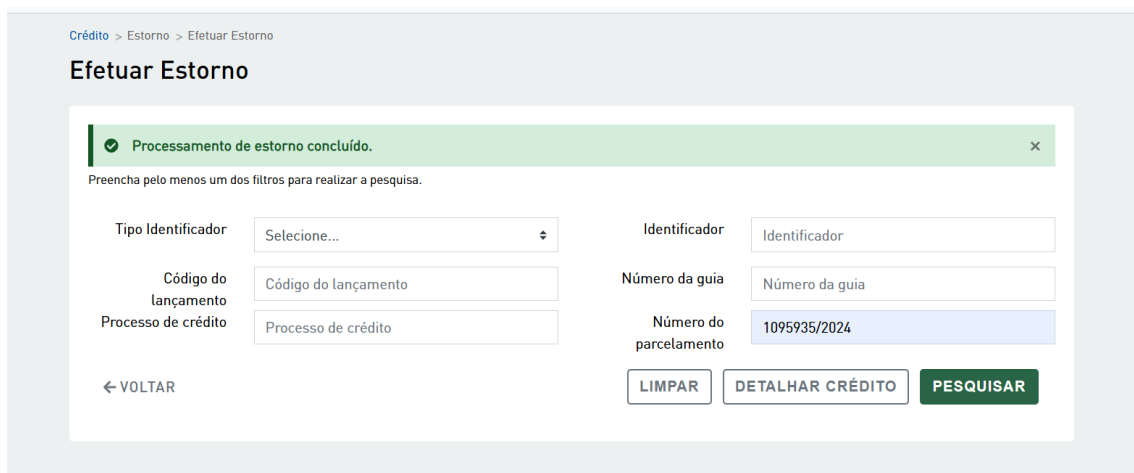 Crédito > Estorno > Efetuar Estorno
Efetuar Estorno
Processamento de estorno concluído. ×
Preencha pelo menos um dos filtros para realizar a pesquisa.
Tipo Identificador Selecione... Identificador Identificador
Código do lançamento Código do lançamento Número da guia Número da guia
Processo de crédito Processo de crédito Número do parcelamento 1095935/2024
VOLTAR LIMPAR DETALHAR CRÉDITO PESQUISAR